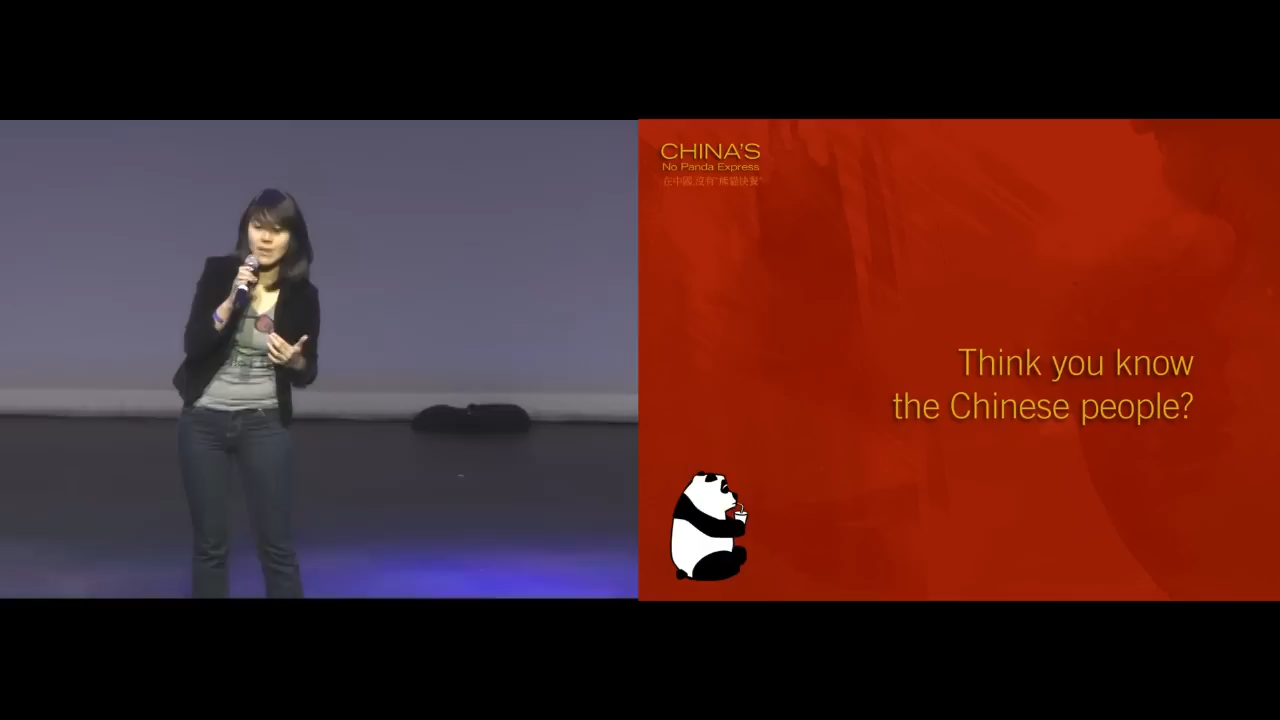 CHINA'S
No Panda Express
在中國,沒有"熊貓快餐"
Think you know
the Chinese people?